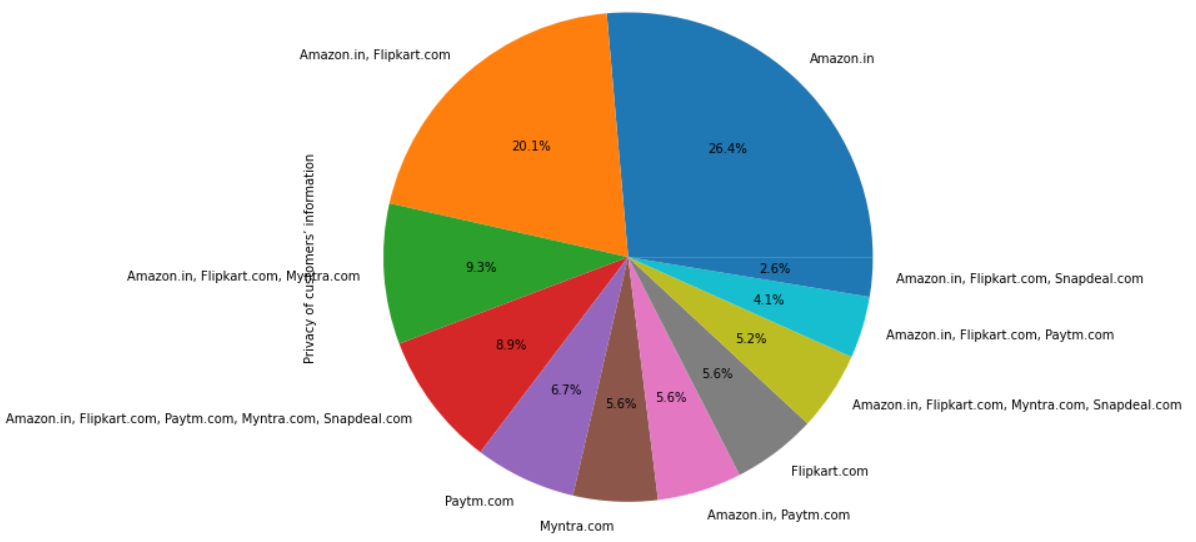 Amazon.in, Flipkart.com
Amazon.in
20.1%
26.4%
Privacy of customers’ information
Amazon.in, Flipkart.com, Myntra.com
9.3%
2.6%
Amazon.in, Flipkart.com, Snapdeal.com
4.1%
Amazon.in, Flipkart.com, Paytm.com
8.9%
5.2%
5.6%
6.7%
5.6%
5.6%
Amazon.in, Flipkart.com, Myntra.com, Snapdeal.com
Amazon.in, Flipkart.com, Paytm.com, Myntra.com, Snapdeal.com
Flipkart.com
Paytm.com
Amazon.in, Paytm.com
Myntra.com